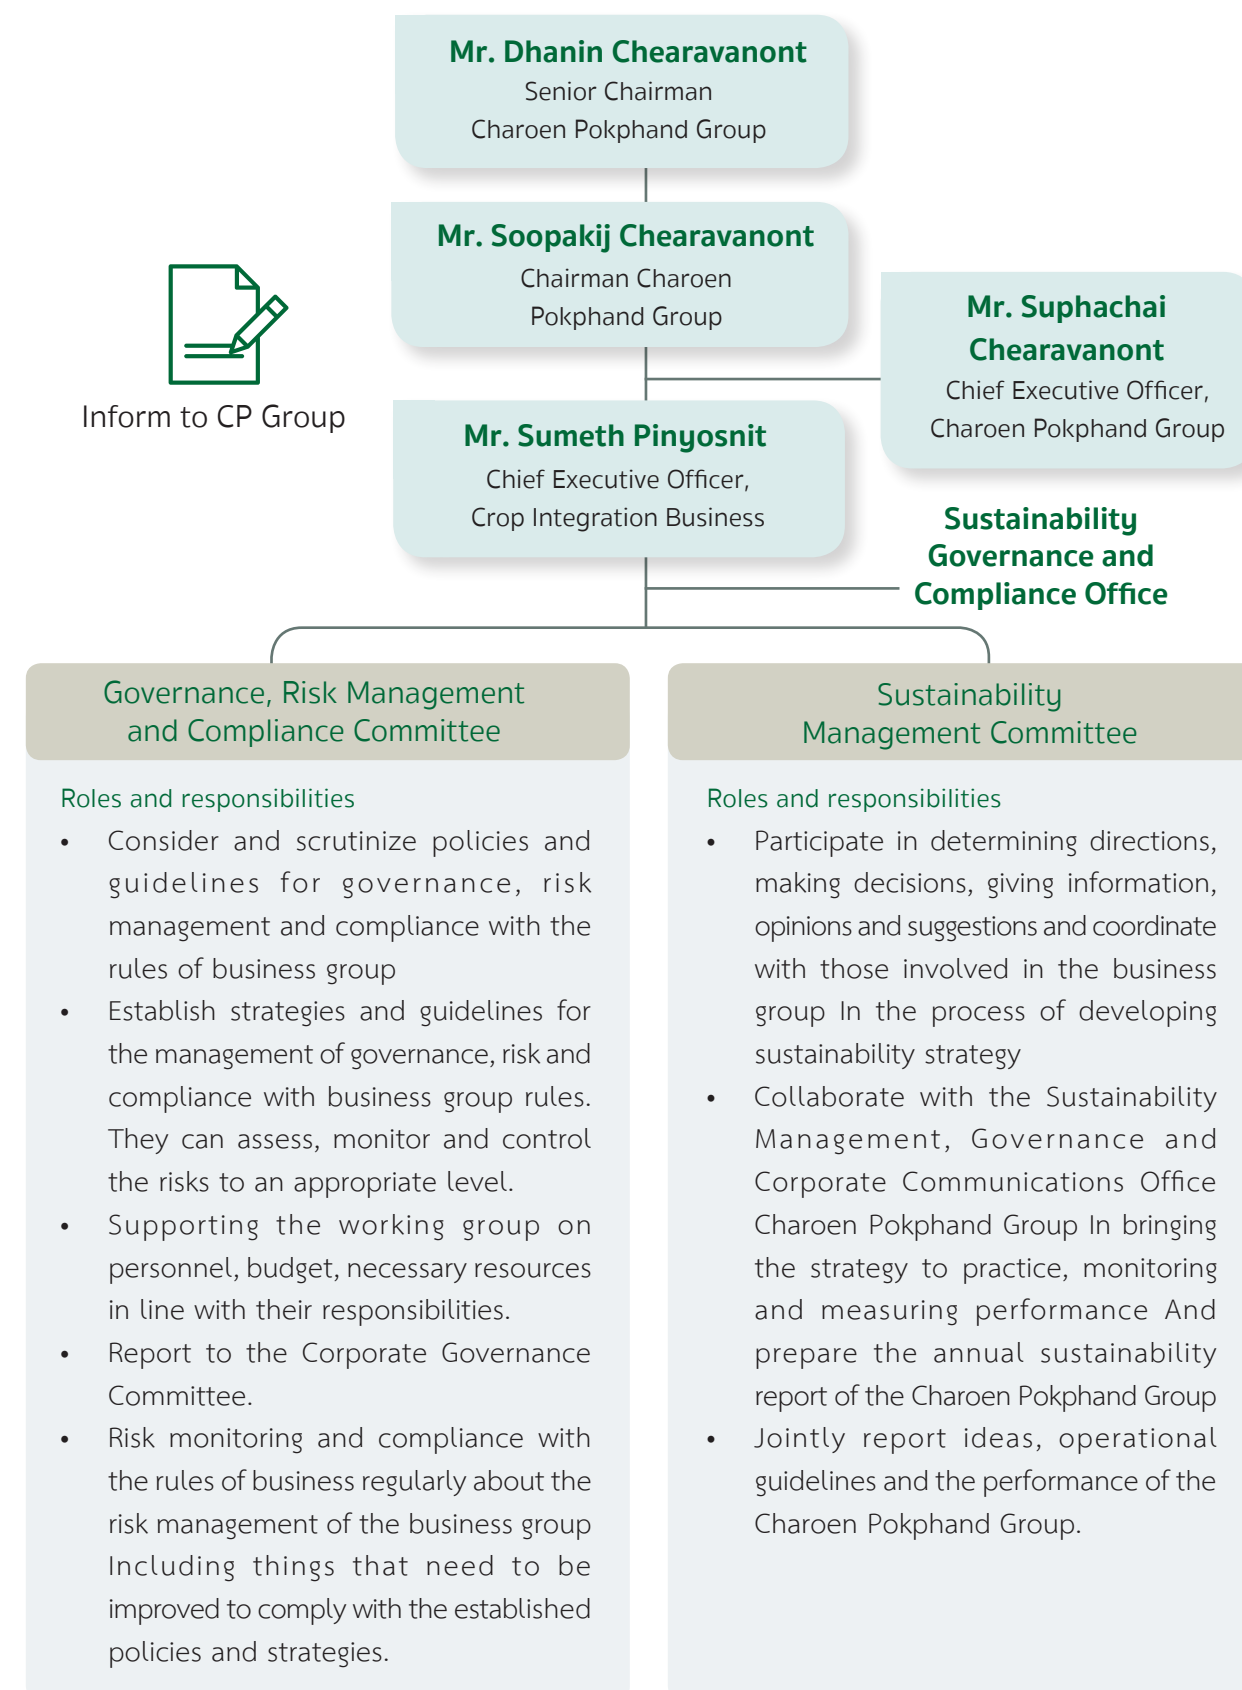 Mr. Dhanin Chearavanont
Senior Chairman
Charoen Pokphand Group
Mr. Soopakij Chearavanont
Chairman Charoen
Pokphand Group
Inform to CP Group
Mr. Suphachai
Chearavanont
Chief Executive Officer,
Charoen Pokphand Group
Mr. Sumeth Pinyosnit
Chief Executive Officer,
Crop Integration Business
Sustainability
Governance and
Compliance Office
Governance, Risk Management
and Compliance Committee
Roles and responsibilities
• Consider and scrutinize policies and
guidelines for governance, risk
management and compliance with the
rules of business group
• Establish strategies and guidelines for
the management of governance, risk and
compliance with business group rules.
They can assess, monitor and control
the risks to an appropriate level.
• Supporting the working group on
personnel, budget, necessary resources
in line with their responsibilities.
• Report to the Corporate Governance
Committee.
• Risk monitoring and compliance with
the rules of business regularly about the
risk management of the business group
Including things that need to be
improved to comply with the established
policies and strategies.
Sustainability
Management Committee
Roles and responsibilities
• Participate in determining directions,
making decisions, giving information,
opinions and suggestions and coordinate
with those involved in the business
group In the process of developing
sustainability strategy
• Collaborate with the Sustainability
Management, Governance and
Corporate Communications Office
Charoen Pokphand Group In bringing
the strategy to practice, monitoring
and measuring performance And
prepare the annual sustainability
report of the Charoen Pokphand Group
• Jointly report ideas, operational
guidelines and the performance of the
Charoen Pokphand Group.